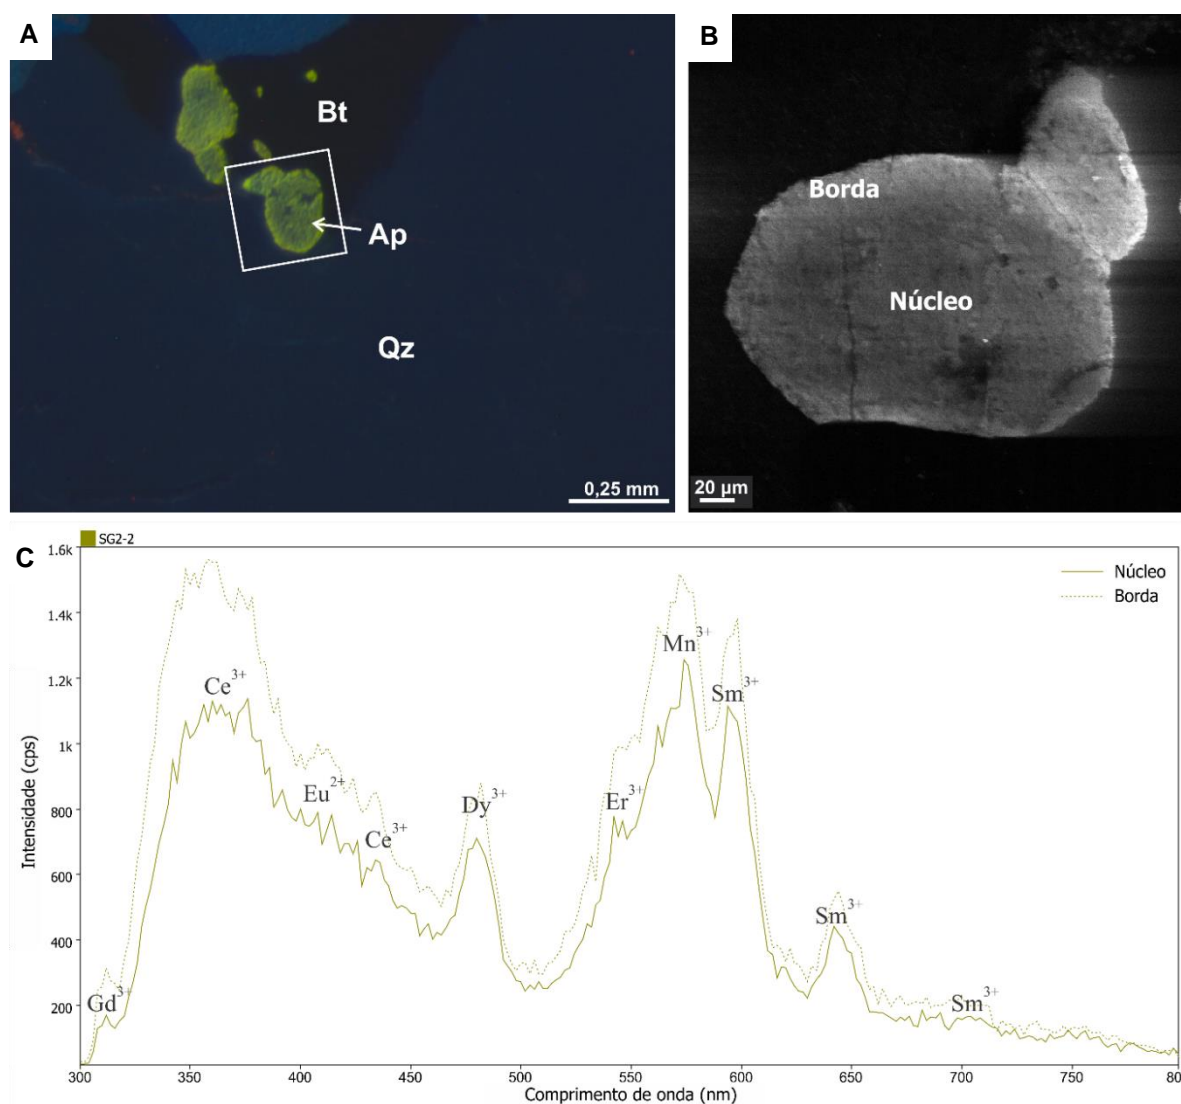 A
Bt
Ap
Qz
0,25 mm
B
Borda
Núcleo
20 µm
C
SG2-2
Intensidade (cps)
1.6k
1.4k
1.2k
1k
800
600
400
200
Núcleo
Borda
Gd3+
Ce3+
Eu2+
Ce3+
Dy3+
Er3+
Mn3+
Sm3+
Sm3+
Sm3+
300 350 400 450 500 550 600 650 700 750 80
Comprimento de onda (nm)